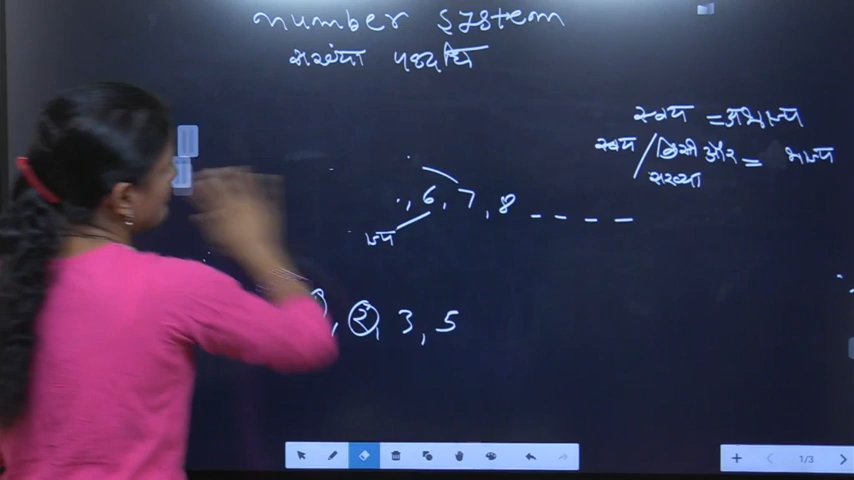 number system
संख्या पद्धति
स्वयं = अभाज्य
स्वयं / किसी और = भाज्य
संख्या
., 6, 7, 8 _ _ _ _
ज्य
, 2, 3, 5
1/3